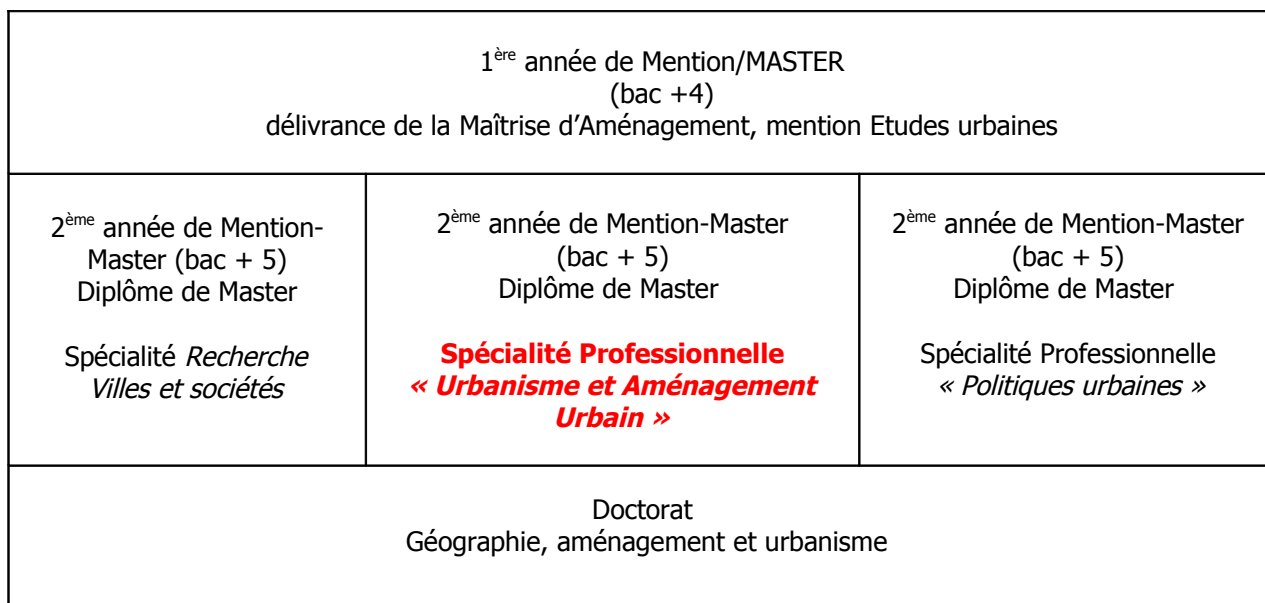 1ère année de Mention/MASTER
(bac +4)
délivrance de la Maîtrise d’Aménagement, mention Etudes urbaines
2ème année de Mention-
Master (bac + 5)
Diplôme de Master
Spécialité Recherche
Villes et sociétés
2ème année de Mention-Master
(bac + 5)
Diplôme de Master
Spécialité Professionnelle
« Urbanisme et Aménagement
Urbain »
2ème année de Mention-Master
(bac + 5)
Diplôme de Master
Spécialité Professionnelle
« Politiques urbaines »
Doctorat
Géographie, aménagement et urbanisme